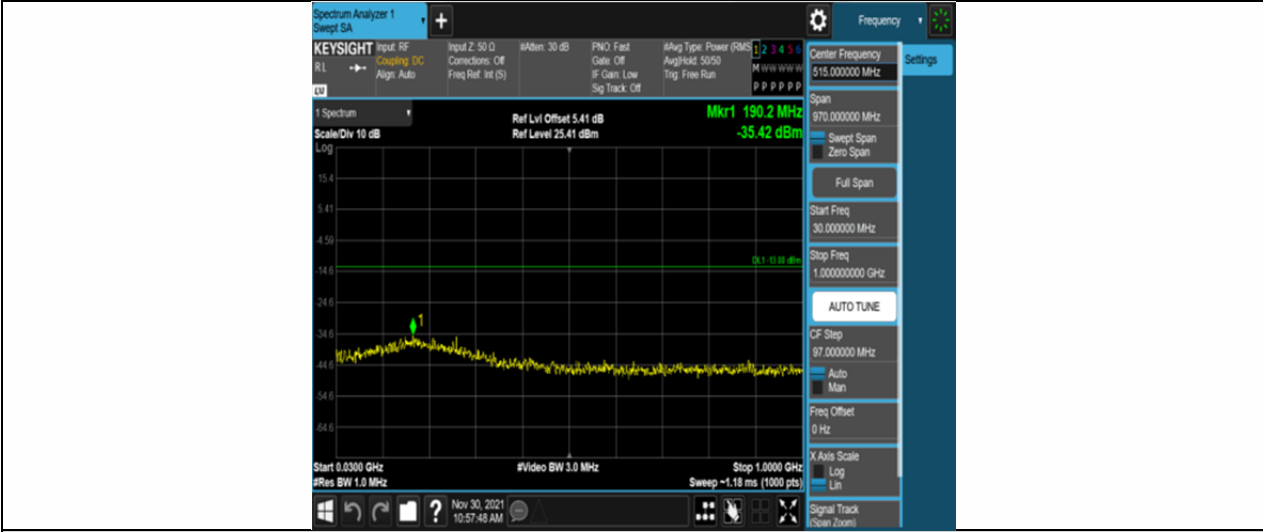 Spectrum Analyzer 1
Swept SA
+
Frequency
KEYSIGHT
Input: RF
Input Z: 50 Ω
#Atten: 30 dB
PNO: Fast
#Avg Type: Power (RMS
1 2 3 4 5 6
RL
Coupling: DC
Corrections: Off
Gate: Off
Avg|Hold: 50/50
M W W W W W
Align: Auto
Freq Ref: Int (S)
IF Gain: Low
Trig: Free Run
Sig Track: Off
P P P P P P
Center Frequency
515.000000 MHz
Settings
1 Spectrum
Ref Lvl Offset 5.41 dB
Mkr1 190.2 MHz
Scale/Div 10 dB
Ref Level 25.41 dBm
-35.42 dBm
Log
15.4
5.41
-4.59
-14.6
-24.6
-34.6
-44.6
-54.6
-64.6
DL1 -13.00 dBm
1
Start 0.0300 GHz
#Video BW 3.0 MHz
Stop 1.0000 GHz
#Res BW 1.0 MHz
Sweep ~1.18 ms (1000 pts)
Span
970.000000 MHz
Swept Span
Zero Span
Full Span
Start Freq
30.000000 MHz
Stop Freq
1.000000000 GHz
AUTO TUNE
CF Step
97.000000 MHz
Auto
Man
Freq Offset
0 Hz
X Axis Scale
Log
Lin
Signal Track
(Span Zoom)
?
Nov 30, 2021
10:57:48 AM